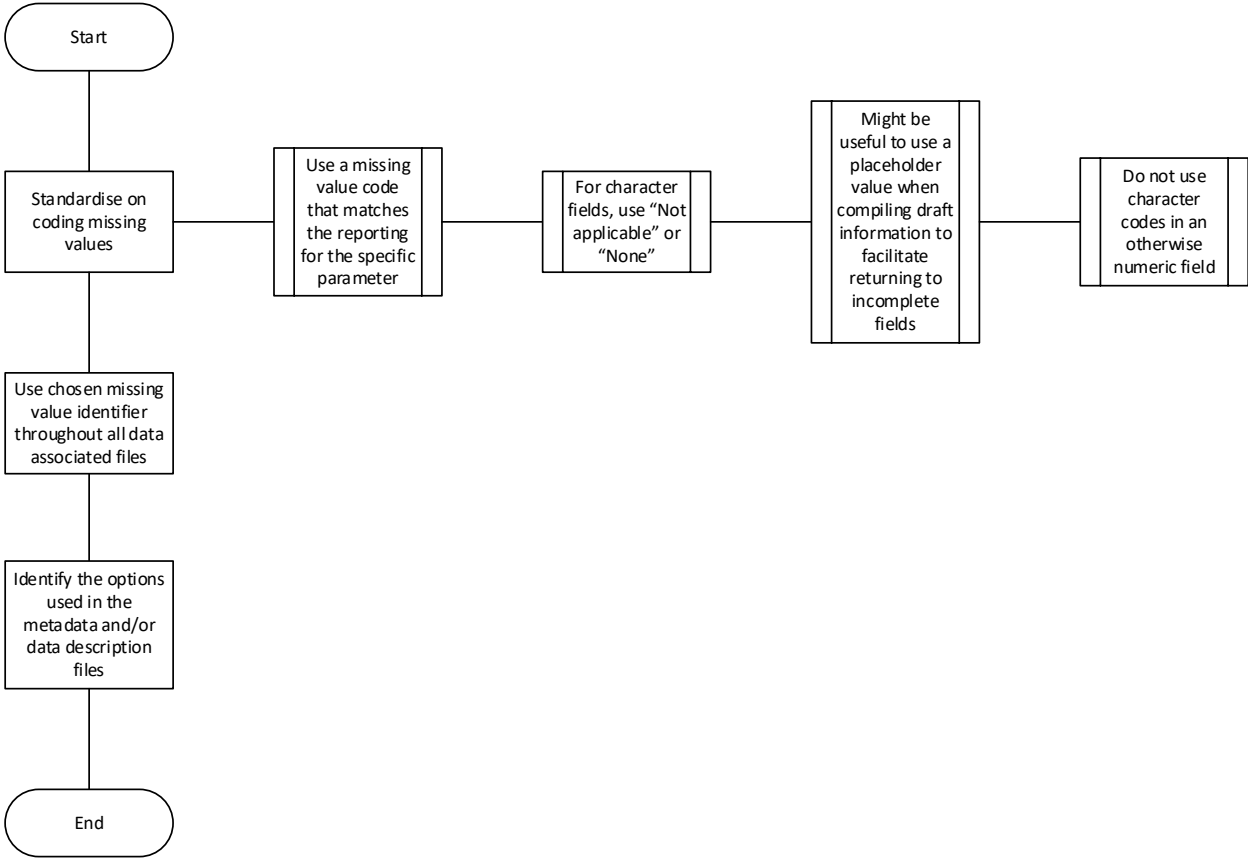 Start
Standardise on
coding missing
values
Use a missing
value code
that matches
the reporting
for the specific
parameter
For character
fields, use “Not
applicable” or
“None”
Might be
useful to use a
placeholder
value when
compiling draft
information to
facilitate
returning to
incomplete
fields
Do not use
character
codes in an
otherwise
numeric field
Use chosen missing
value identifier
throughout all data
associated files
Identify the options
used in the
metadata and/or
data description
files
End